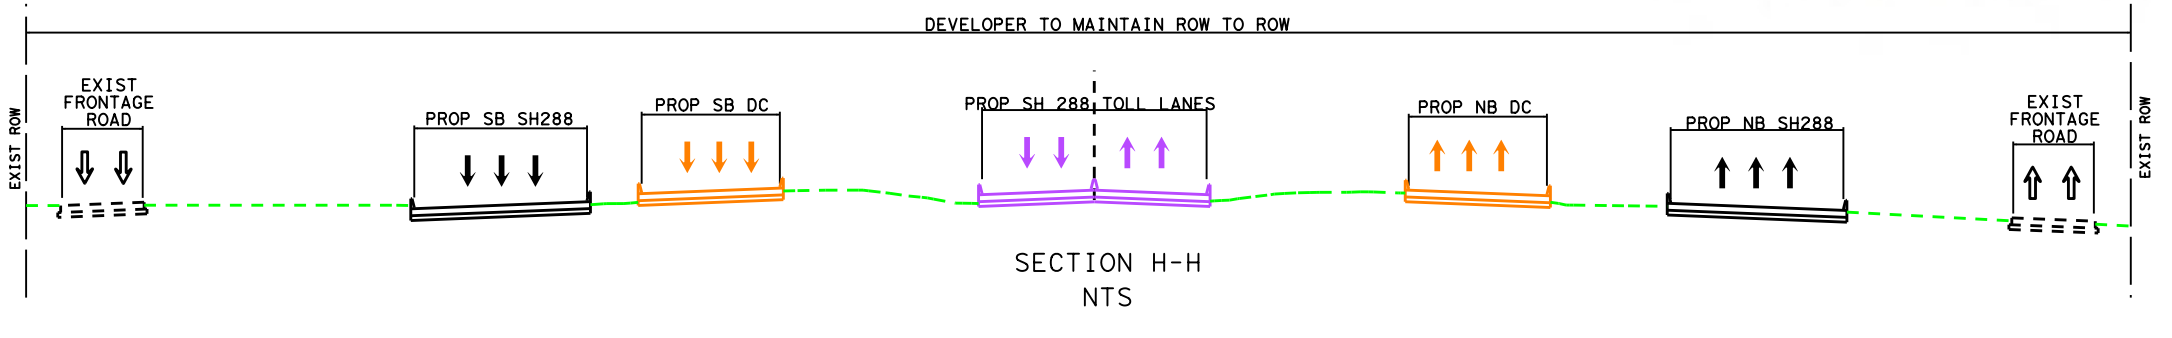 DEVELOPER TO MAINTAIN ROW TO ROW
EXIST ROW
EXIST
FRONTAGE
ROAD
PROP SB SH288
PROP SB DC
PROP SH 288 TOLL LANES
PROP NB DC
PROP NB SH288
EXIST
FRONTAGE
ROAD
EXIST ROW
SECTION H-H
NTS